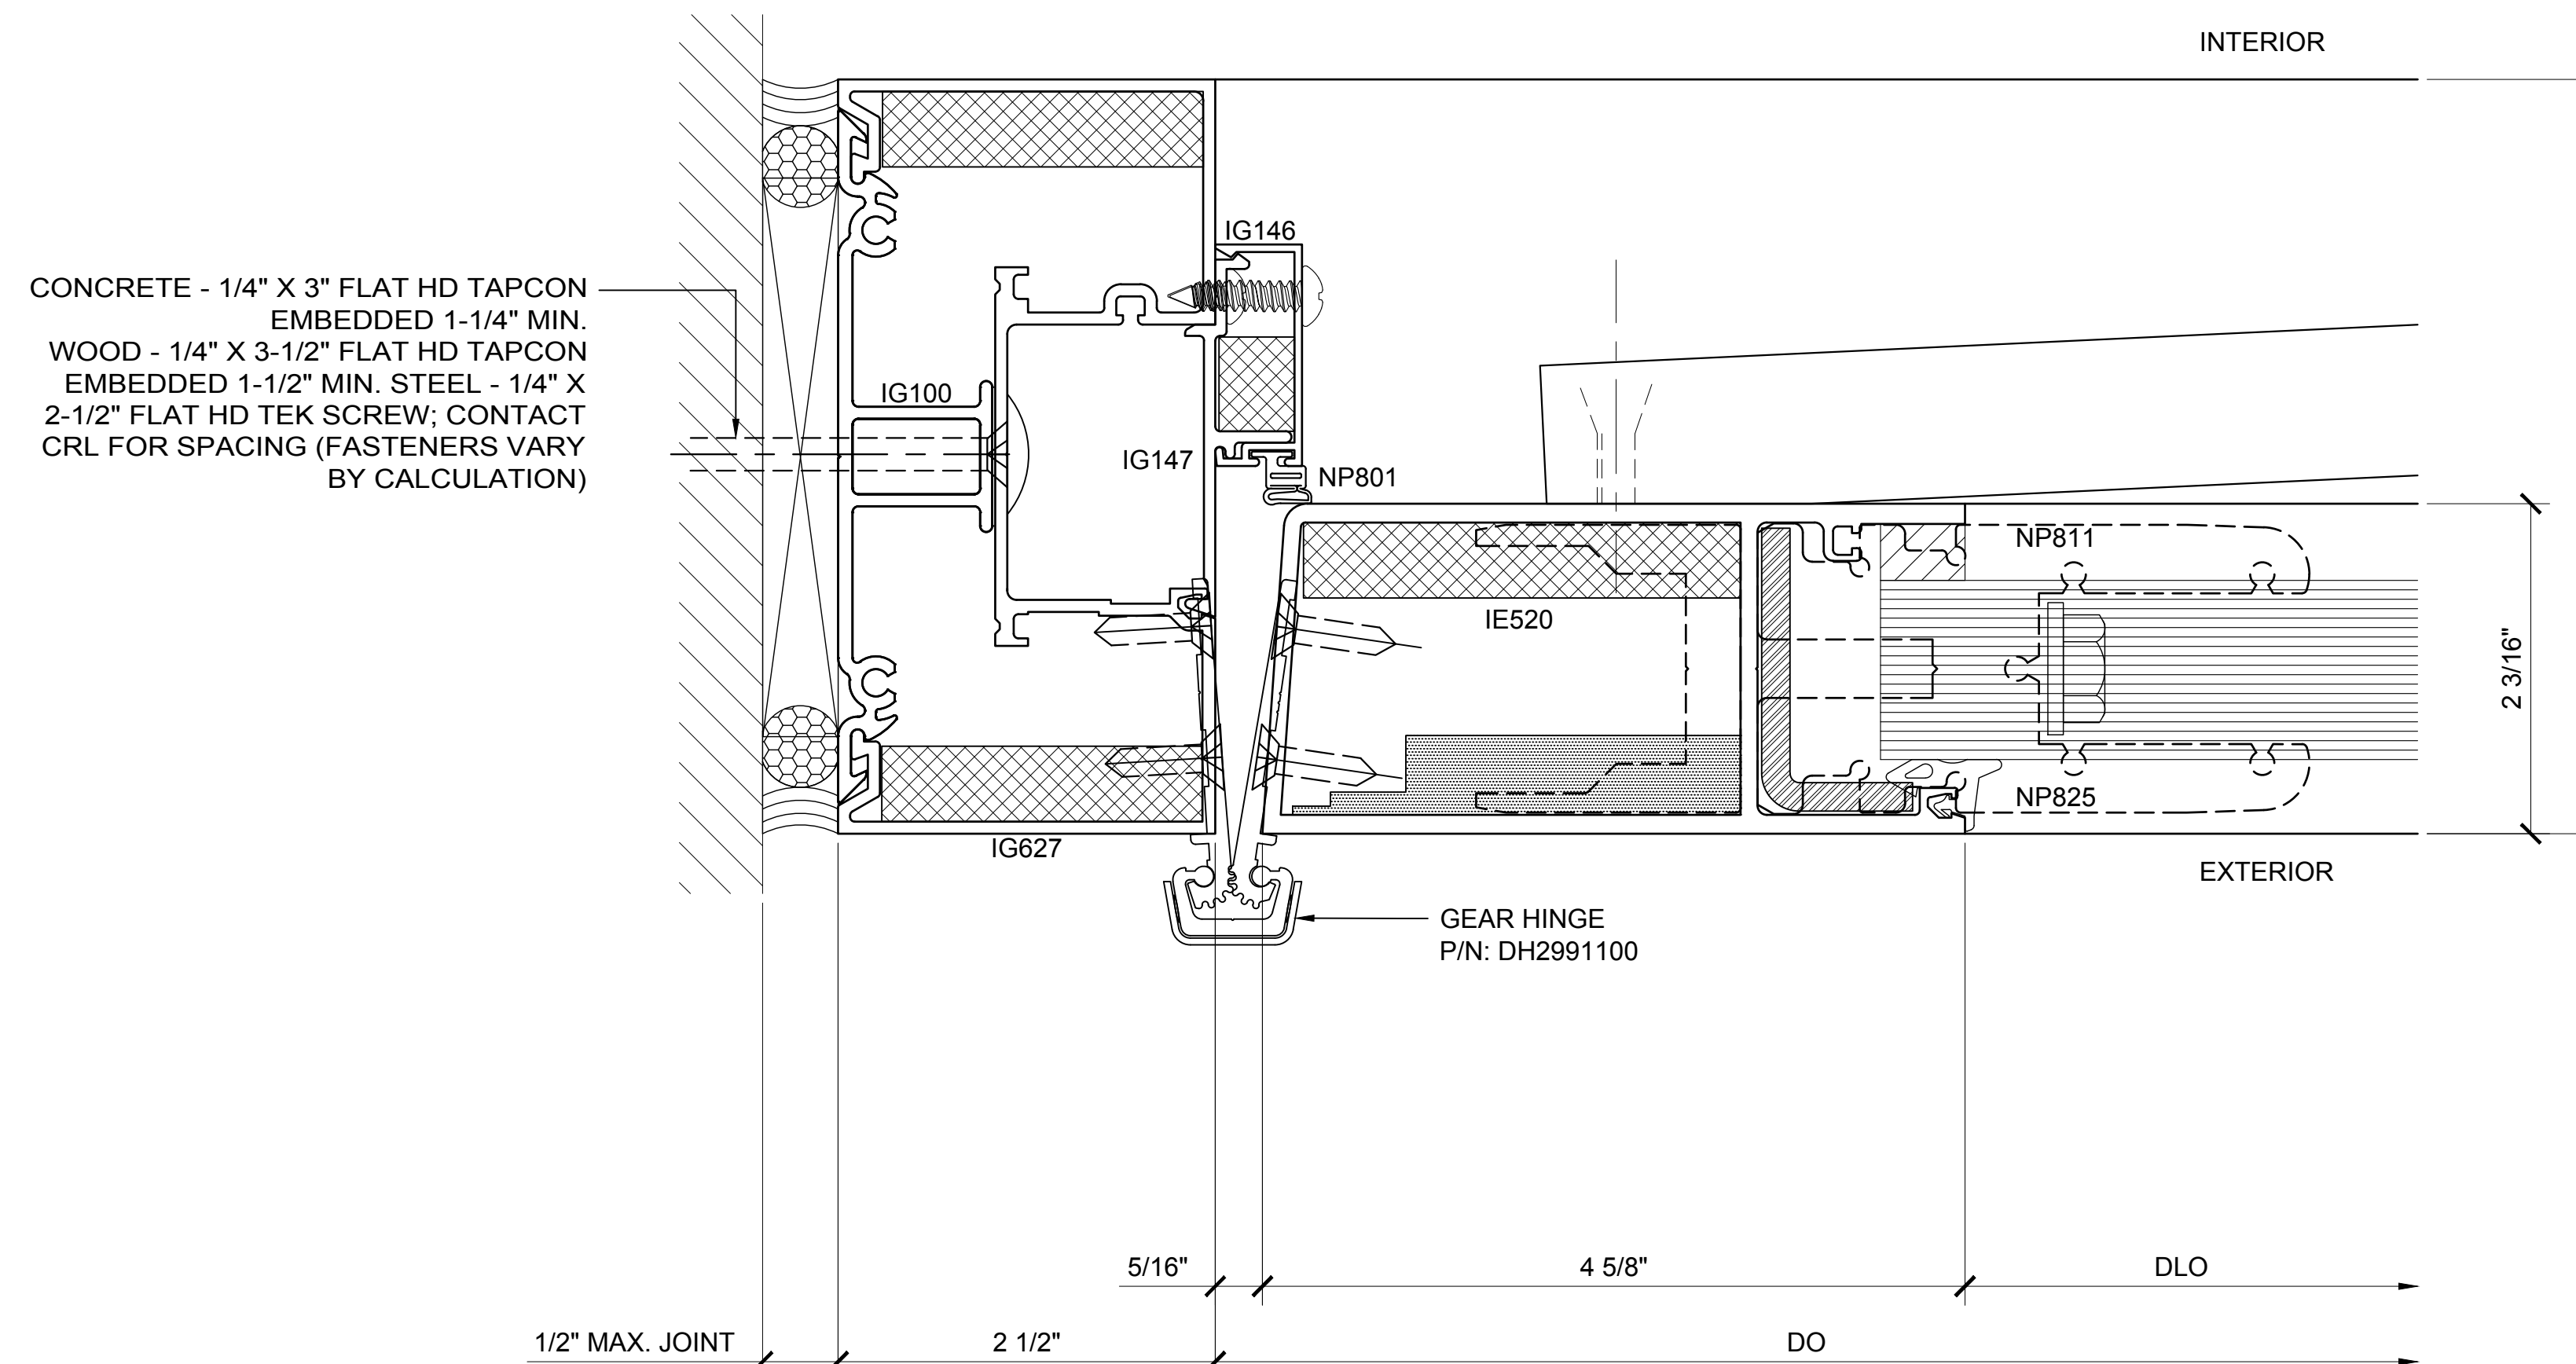 INTERIOR
IG146
CONCRETE - 1/4" X 3" FLAT HD TAPCON
EMBEDDED 1-1/4" MIN.
WOOD - 1/4" X 3-1/2" FLAT HD TAPCON
EMBEDDED 1-1/2" MIN. STEEL - 1/4" X
2-1/2" FLAT HD TEK SCREW; CONTACT
CRL FOR SPACING (FASTENERS VARY
BY CALCULATION)
IG100
IG147
NP801
NP811
IE520
2 3/16"
NP825
IG627
EXTERIOR
GEAR HINGE
P/N: DH2991100
5/16"
4 5/8"
DLO
1/2" MAX. JOINT
2 1/2"
DO